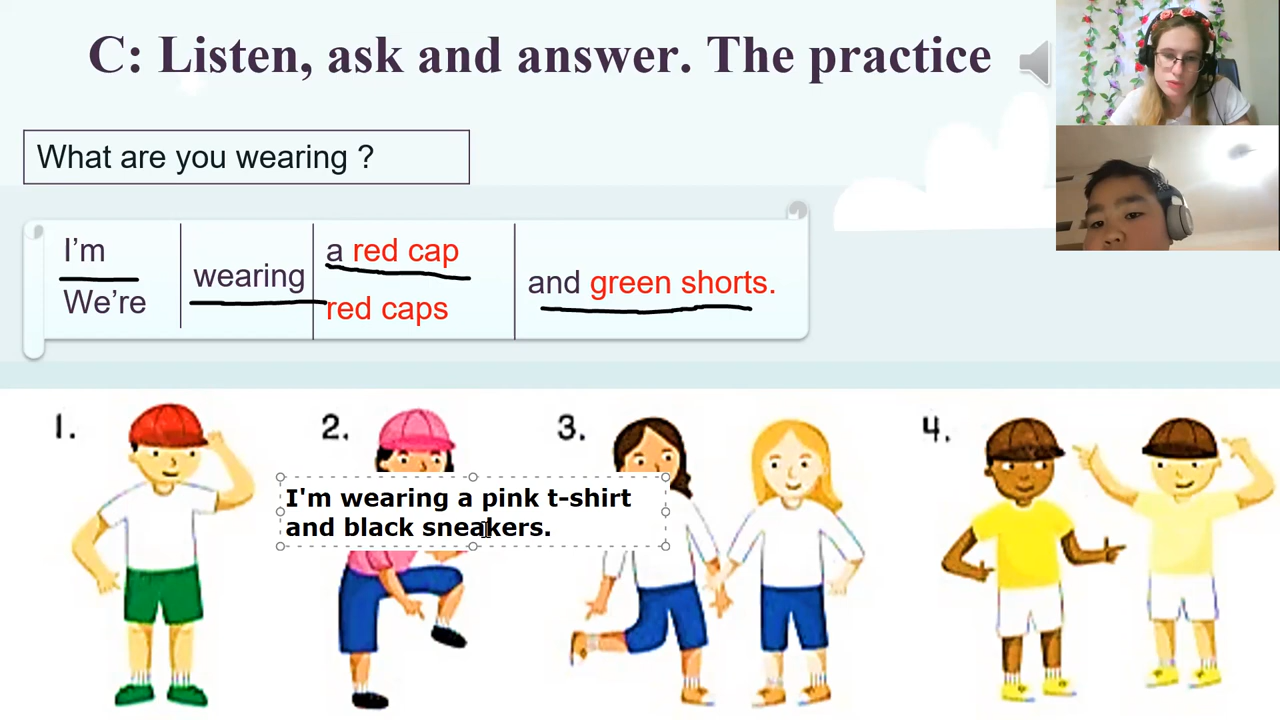 C: Listen, ask and answer. The practice
What are you wearing ?
I'm
We're
wearing
a red cap
red caps
and green shorts.
1.
2.
3.
4.
I'm wearing a pink t-shirt
and black sneakers.